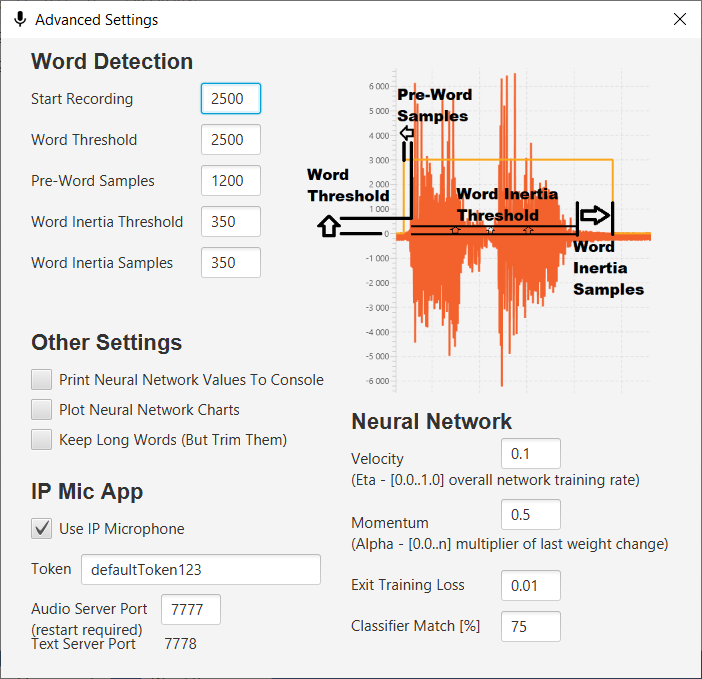 Advanced Settings
Word Detection
Start Recording 2500
Word Threshold 2500
Pre-Word Samples 1200
Word Inertia Threshold 350
Word Inertia Samples 350
6 000
5 000
4 000
3 000
2 000
1 000
0
-1 000
-2 000
-3 000
-4 000
-5 000
-6 000
Pre-Word
Samples
Word
Threshold
Word Inertia
Threshold
Word
Inertia
Samples
Other Settings
Print Neural Network Values To Console
Plot Neural Network Charts
Keep Long Words (But Trim Them)
IP Mic App
Use IP Microphone
Token defaultToken123
Audio Server Port 7777
(restart required)
Text Server Port 7778
Neural Network
Velocity 0.1
(Eta - [0.0..1.0] overall network training rate)
Momentum 0.5
(Alpha - [0.0..n] multiplier of last weight change)
Exit Training Loss 0.01
Classifier Match [%] 75